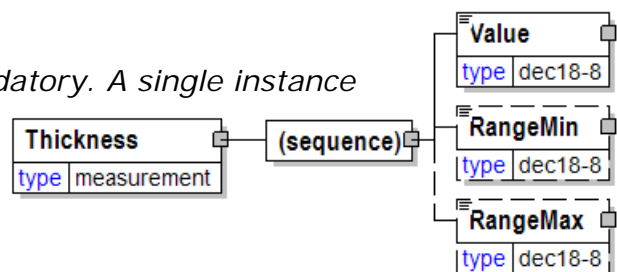 datory. A single instance
Thickness
type measurement
(sequence)
Value
type dec18-8
RangeMin
type dec18-8
RangeMax
type dec18-8